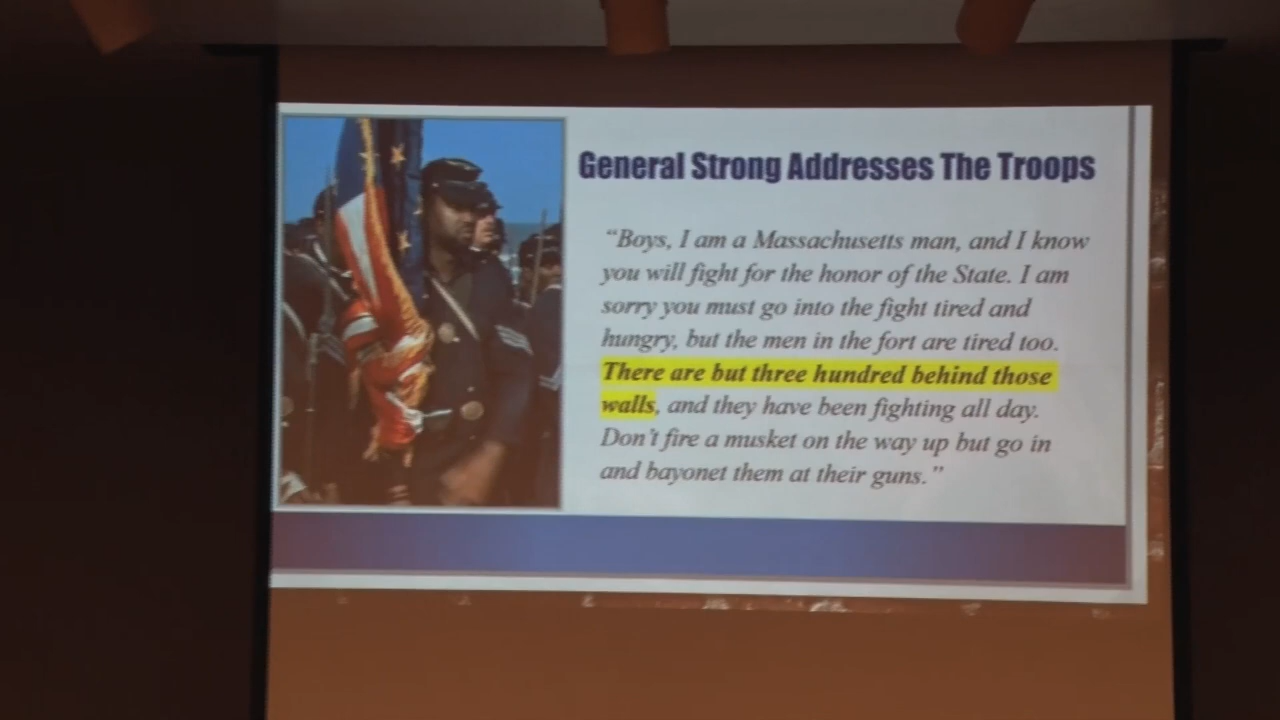 General Strong Addresses The Troops
“Boys, I am a Massachusetts man, and I know
you will fight for the honor of the State. I am
sorry you must go into the fight tired and
hungry, but the men in the fort are tired too.
There are but three hundred behind those
walls, and they have been fighting all day.
Don’t fire a musket on the way up but go in
and bayonet them at their guns.”